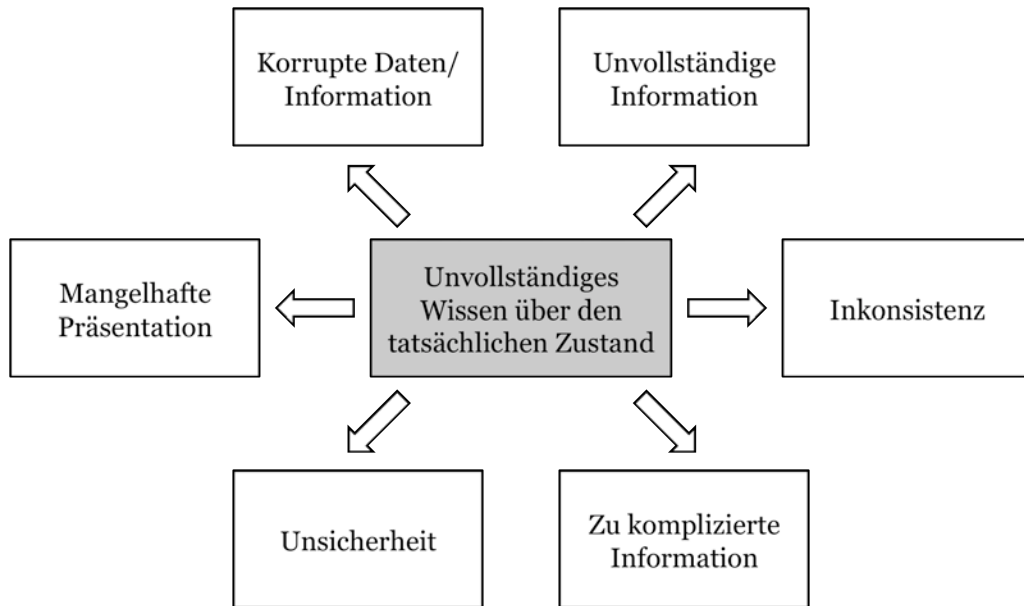 Korrupte Daten/
Information
Unvollständige
Information
Mangelhafte
Präsentation
Unvollständiges
Wissen über den
tatsächlichen Zustand
Inkonsistenz
Unsicherheit
Zu komplizierte
Information